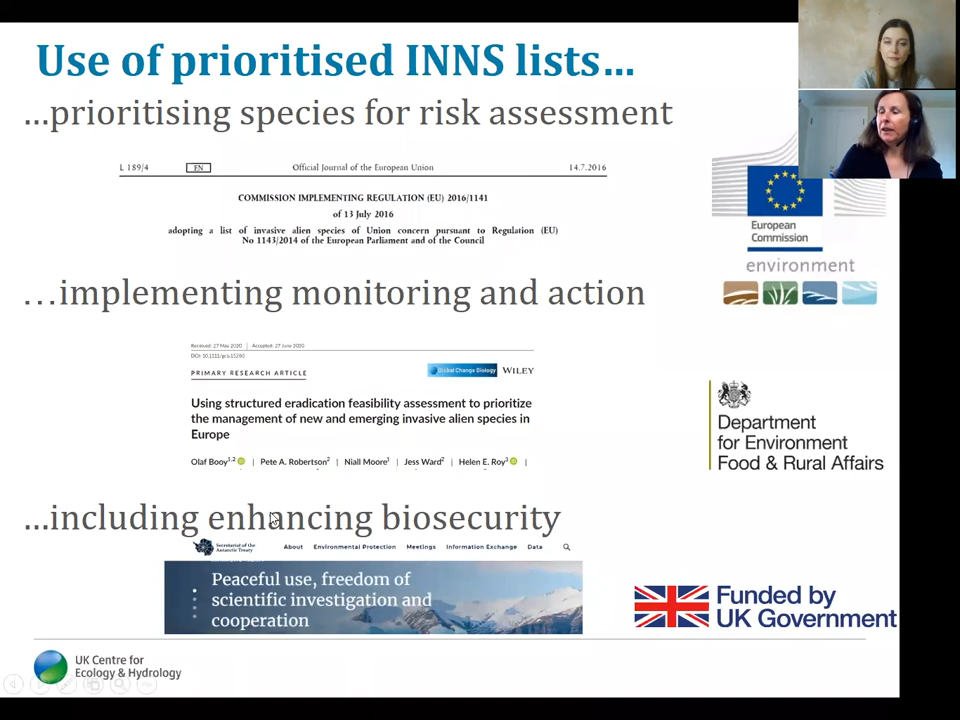 Use of prioritised INNS lists...
...prioritising species for risk assessment
L 189/4 EN Official Journal of the European Union 14.7.2016
COMMISSION IMPLEMENTING REGULATION (EU) 2016/1141
of 13 July 2016
adopting a list of invasive alien species of Union concern pursuant to Regulation (EU)
No 1143/2014 of the European Parliament and of the Council
European
Commission
environment
...implementing monitoring and action
Received: 27 May 2020 | Accepted: 27 June 2020
DOI: 10.1111/gcb.15280
PRIMARY RESEARCH ARTICLE
Global Change Biology WILEY
Using structured eradication feasibility assessment to prioritize
the management of new and emerging invasive alien species in
Europe
Olaf Booy1,2 | Pete A. Robertson2 | Niall Moore1 | Jess Ward2 | Helen E. Roy3 |
Department
for Environment
Food & Rural Affairs
...including enhancing biosecurity
Secretariat of the
Antarctic Treaty
About Environmental Protection Meetings Information Exchange Data
Peaceful use, freedom of
scientific investigation and
cooperation
Funded by
UK Government
UK Centre for
Ecology & Hydrology